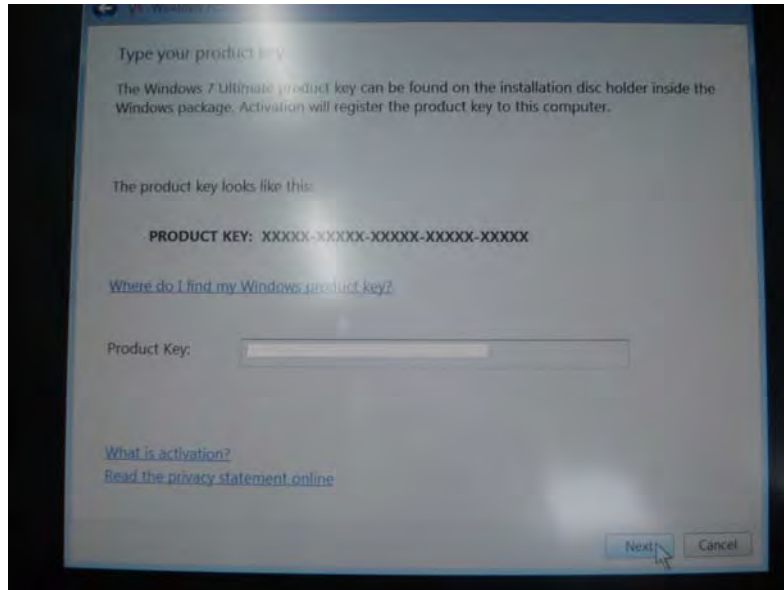 Type your product key
The Windows 7 Ultimate product key can be found on the installation disc holder inside the
Windows package. Activation will register the product key to this computer.
The product key looks like this:
PRODUCT KEY: XXXXX-XXXXX-XXXXX-XXXXX-XXXXX
Where do I find my Windows product key?
Product Key:
What is activation?
Read the privacy statement online
Next
Cancel